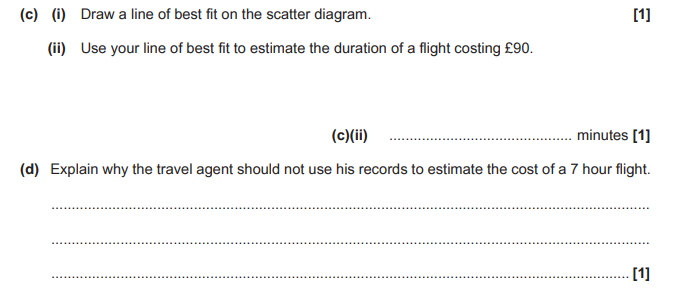 (c) (i) Draw a line of best fit on the scatter diagram. [1]
(ii) Use your line of best fit to estimate the duration of a flight costing £90.
(c)(ii) .............................................. minutes [1]
(d) Explain why the travel agent should not use his records to estimate the cost of a 7 hour flight.
......................................................................................................................................................
......................................................................................................................................................
................................................................................................................................................. [1]